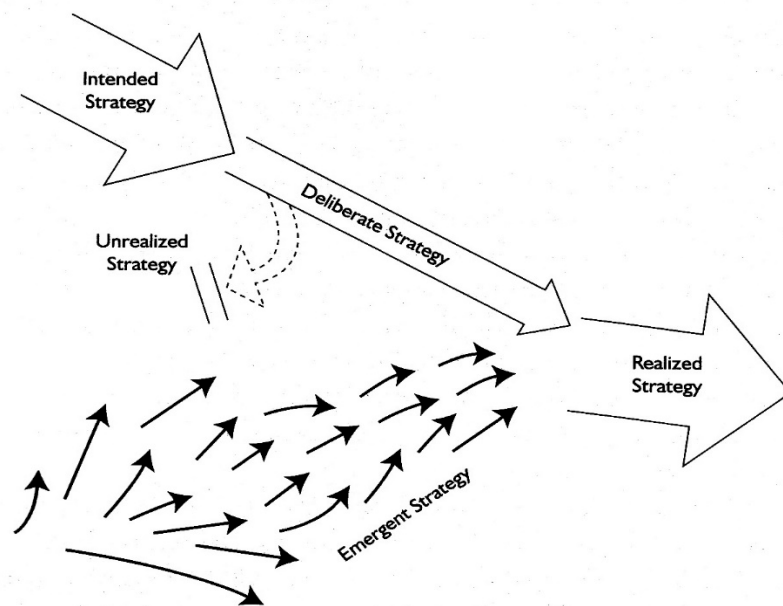 Intended
Strategy
Deliberate Strategy
Unrealized
Strategy
Realized
Strategy
Emergent Strategy